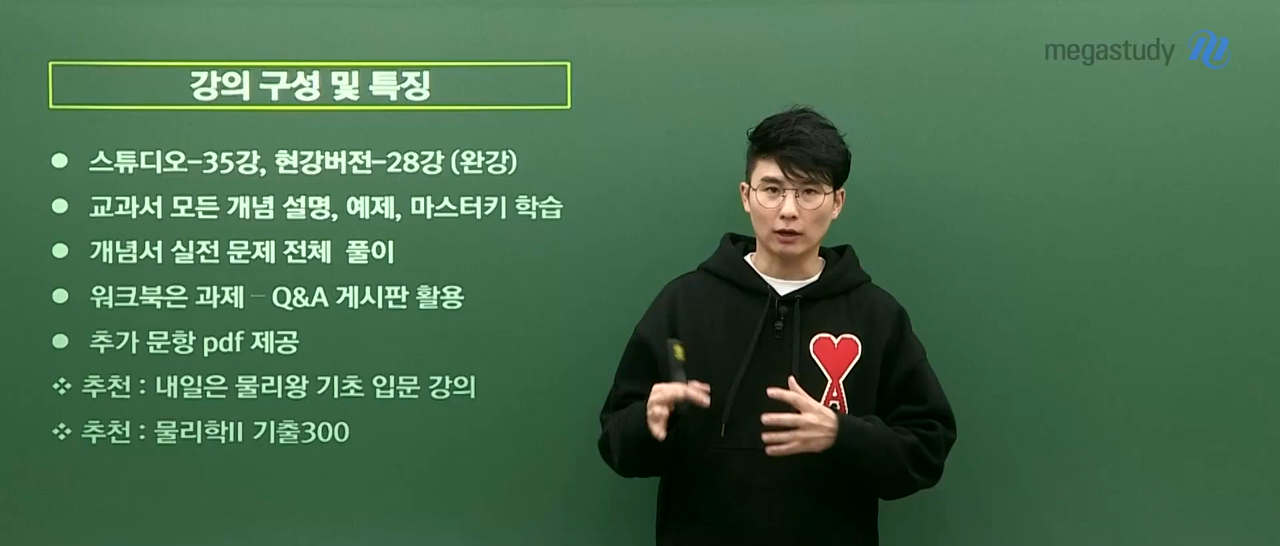 megastudy
강의 구성 및 특징
● 스튜디오-35강, 현강버전-28강 (완강)
● 교과서 모든 개념 설명, 예제, 마스터키 학습
● 개념서 실전 문제 전체 풀이
● 워크북은 과제 – Q&A 게시판 활용
● 추가 문항 pdf 제공
❖ 추천 : 내일은 물리왕 기초 입문 강의
❖ 추천 : 물리학II 기출300